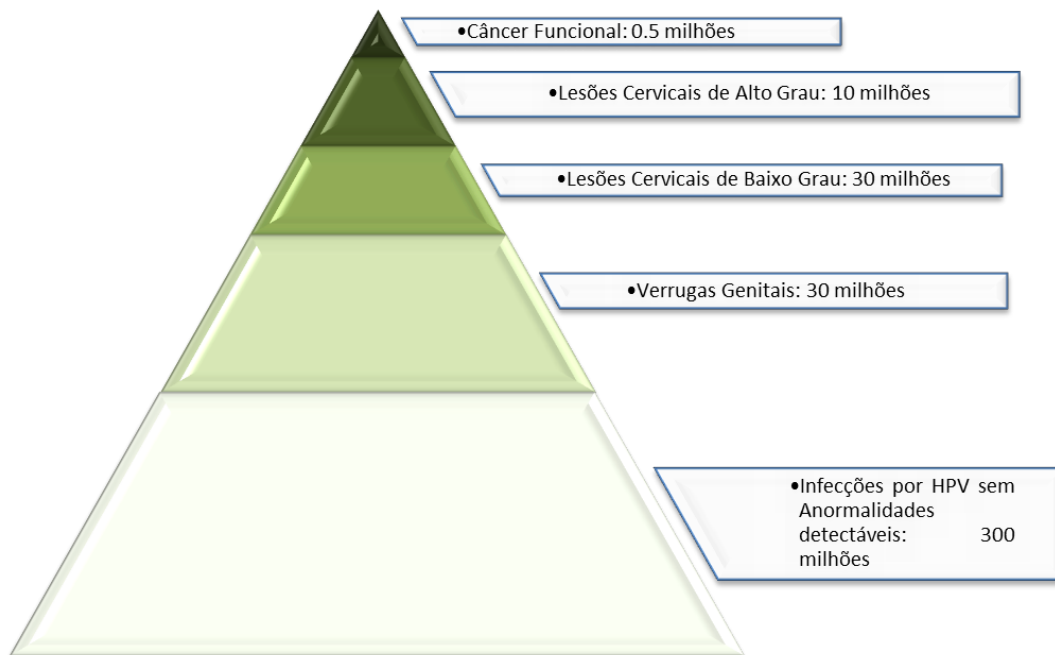 •Câncer Funcional: 0.5 milhões
•Lesões Cervicais de Alto Grau: 10 milhões
•Lesões Cervicais de Baixo Grau: 30 milhões
•Verrugas Genitais: 30 milhões
•Infecções por HPV sem
Anormalidades
detectáveis: 300
milhões